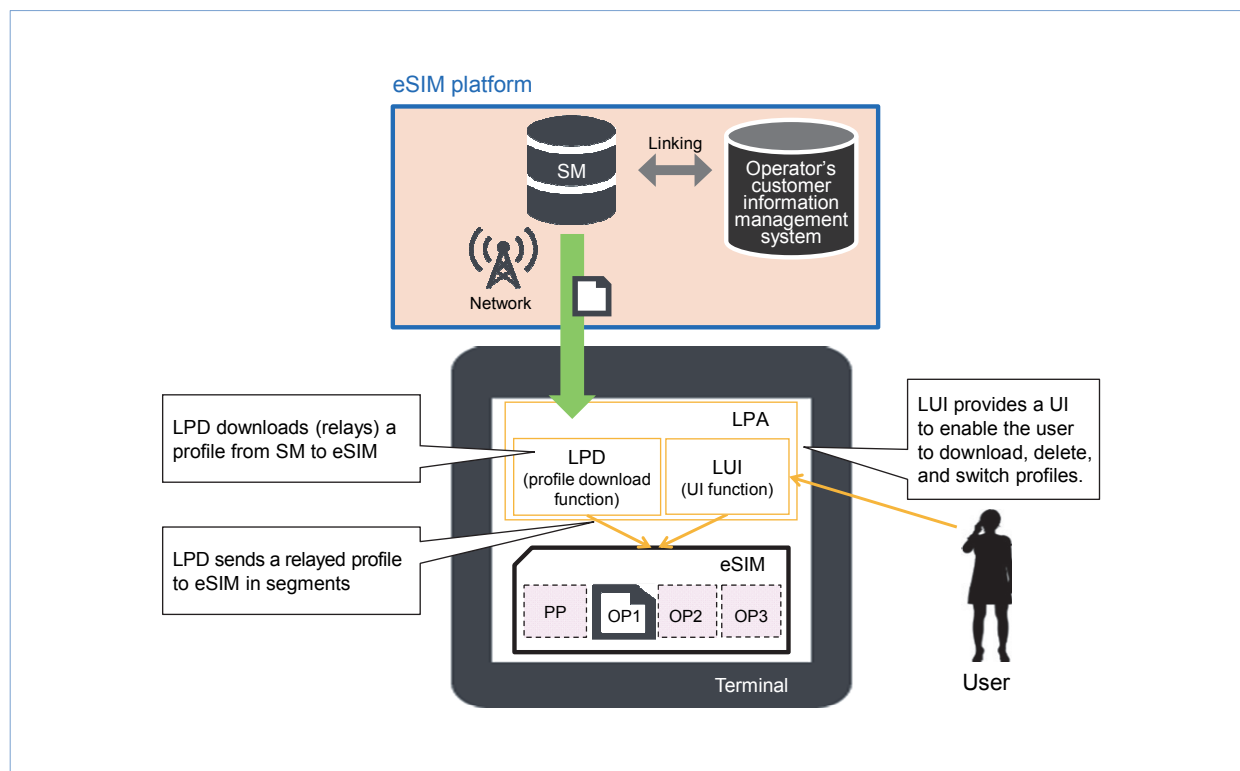 eSIM platform
SM
Linking
Operator's
customer
information
management
system
Network
LPD downloads (relays) a
profile from SM to eSIM
LPA
LPD
(profile download
function)
LUI
(UI function)
LUI provides a UI
to enable the user
to download, delete,
and switch profiles.
LPD sends a relayed profile
to eSIM in segments
eSIM
PP
OP1
OP2
OP3
Terminal
User